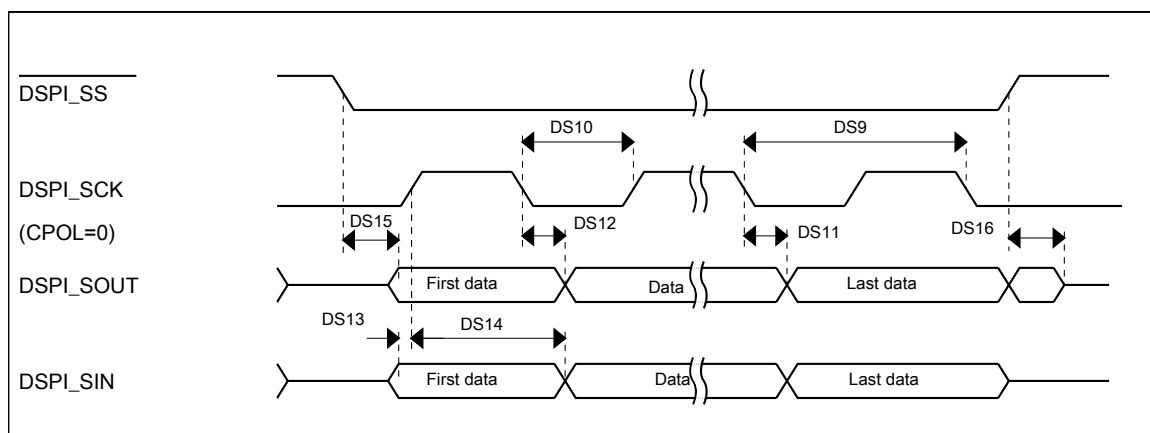 DSPI_SS
DS10
DS9
DSPI_SCK
(CPOL=0)
DS15
DS12
DS11
DS16
DSPI_SOUT
First data
Data
Last data
DS13
DS14
DSPI_SIN
First data
Data
Last data